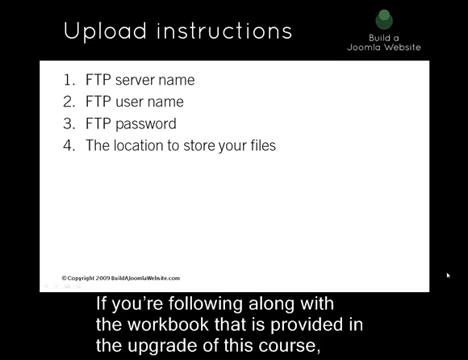 Upload instructions
Build a
Joomla Website
1. FTP server name
2. FTP user name
3. FTP password
4. The location to store your files
© Copyright 2009 BuildAJoomlaWebsite.com
If you're following along with
the workbook that is provided in
the upgrade of this course,